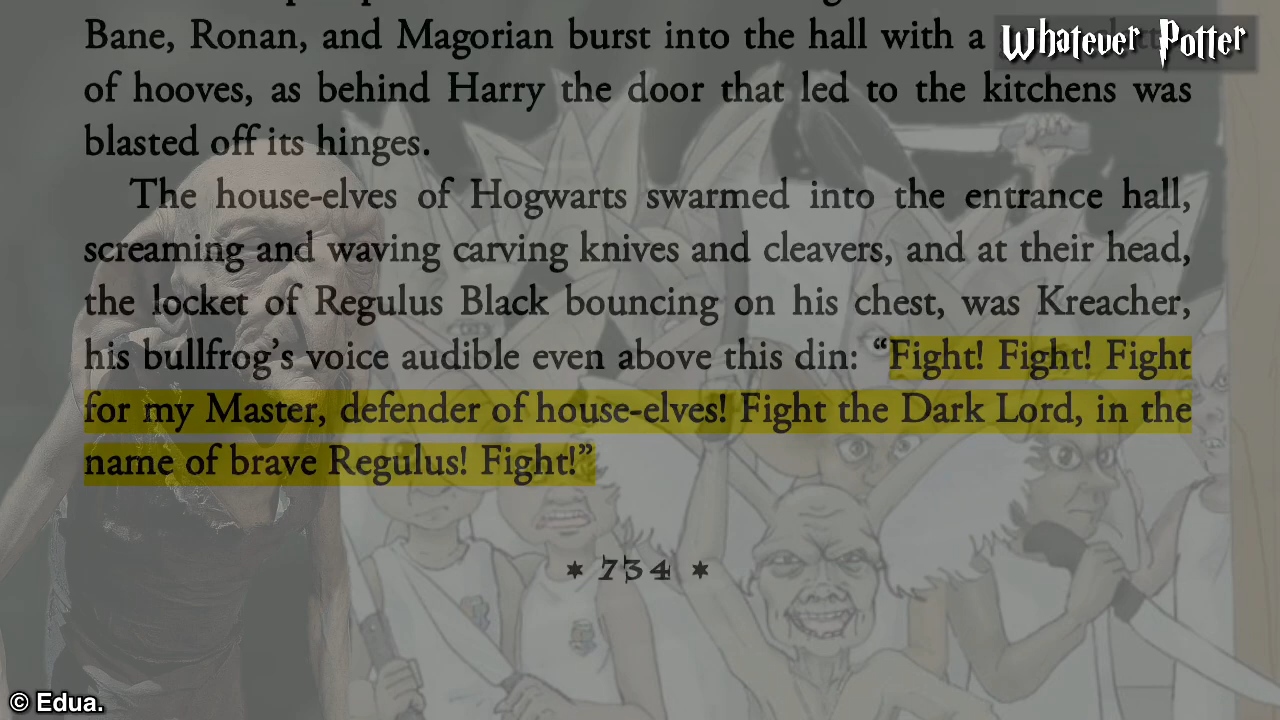 Whatever Potter
Bane, Ronan, and Magorian burst into the hall with a
of hooves, as behind Harry the door that led to the kitchens was
blasted off its hinges.
The house-elves of Hogwarts swarmed into the entrance hall,
screaming and waving carving knives and cleavers, and at their head,
the locket of Regulus Black bouncing on his chest, was Kreacher,
his bullfrog’s voice audible even above this din: “Fight! Fight! Fight
for my Master, defender of house-elves! Fight the Dark Lord, in the
name of brave Regulus! Fight!”
✶ 734 ✶
© Edua.